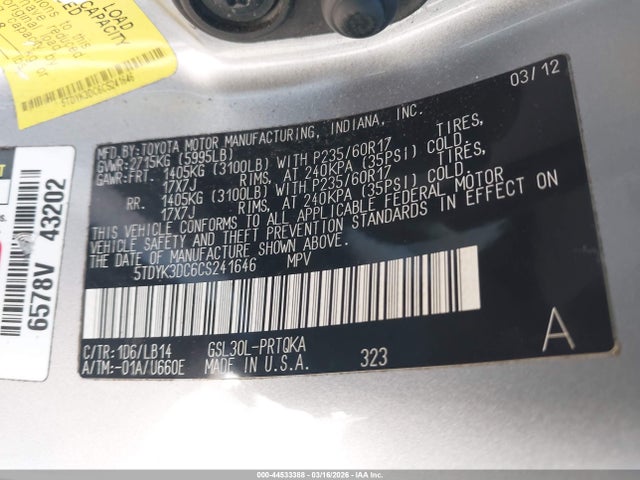 LOAD
CAPACITY
5TDYK3DC6CS241646
6578V 43202
03/12
MFD.BY:TOYOTA MOTOR MANUFACTURING, INDIANA, INC.
GVWR:2715KG (5995LB)
GAWR:FRT. 1405KG (3100LB) WITH P235/60R17 TIRES,
17X7J RIMS, AT 240KPA (35PSI) COLD.
RR. 1405KG (3100LB) WITH P235/60R17 TIRES,
17X7J RIMS, AT 240KPA (35PSI) COLD.
THIS VEHICLE CONFORMS TO ALL APPLICABLE FEDERAL MOTOR
VEHICLE SAFETY AND THEFT PREVENTION STANDARDS IN EFFECT ON
THE DATE OF MANUFACTURE SHOWN ABOVE.
5TDYK3DC6CS241646 MPV
C/TR:1D6/LB14 GSL30L-PRTQKA
A/TM:-01A/U660E MADE IN U.S.A. 323
A
000-44533388 - 03/16/2026 - IAAI.COM